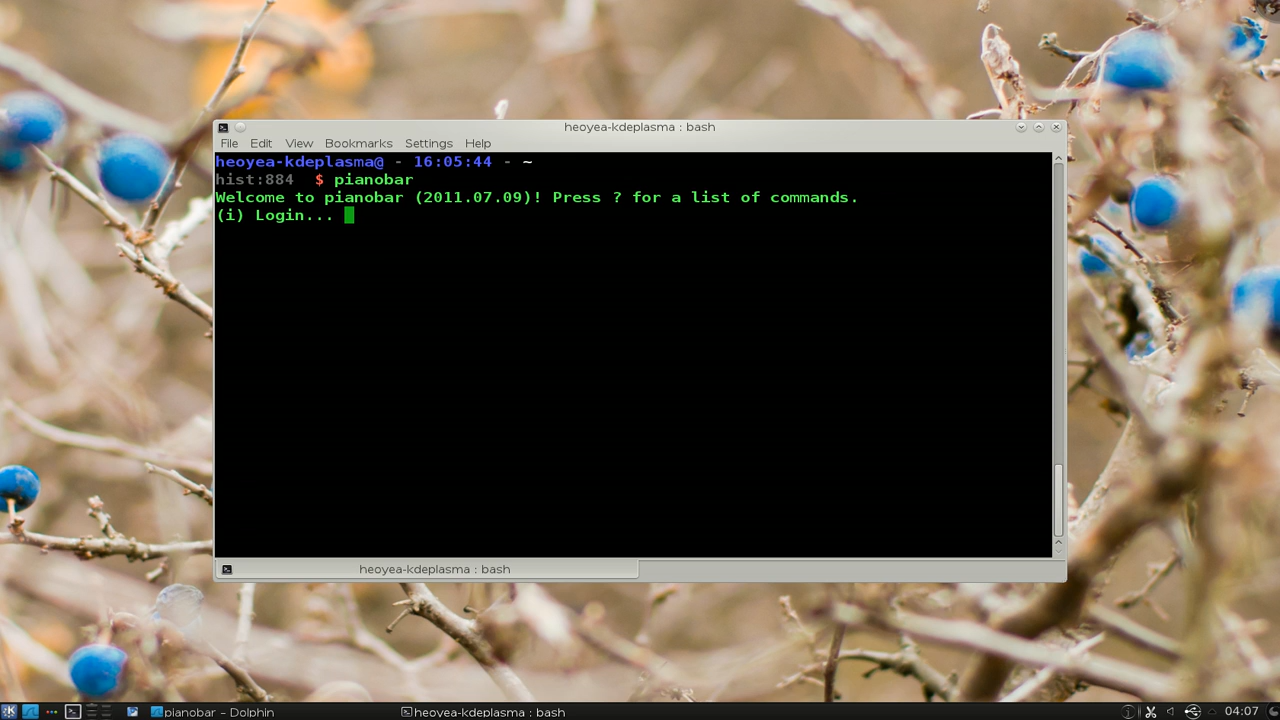 heoyea-kdeplasma : bash
File Edit View Bookmarks Settings Help
heoyea-kdeplasma@ - 16:05:44 - ~
hist:884 $ pianobar
Welcome to pianobar (2011.07.09)! Press ? for a list of commands.
(i) Login...
heoyea-kdeplasma : bash
pianobar – Dolphin
heoyea-kdeplasma : bash
04:07